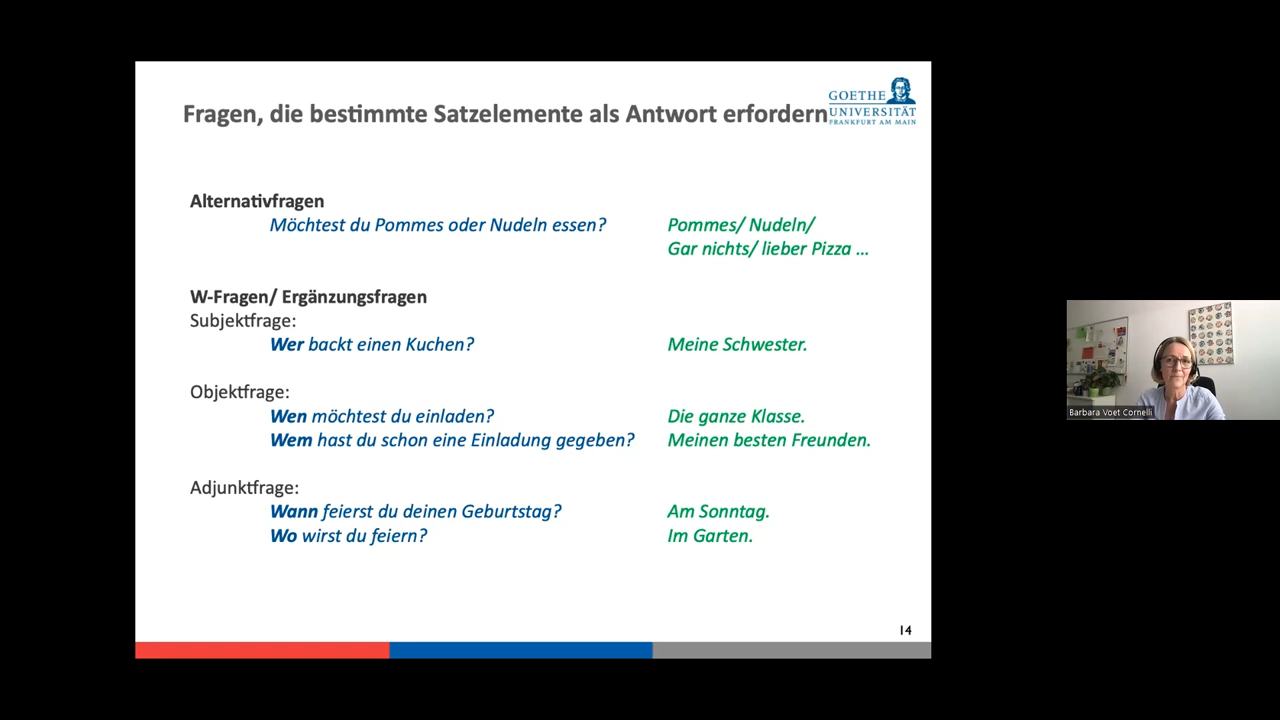 Fragen, die bestimmte Satzelemente als Antwort erfordern
GOETHE
UNIVERSITÄT
FRANKFURT AM MAIN
Alternativfragen
Möchtest du Pommes oder Nudeln essen? Pommes/ Nudeln/
Gar nichts/ lieber Pizza ...
W-Fragen/ Ergänzungsfragen
Subjektfrage:
Wer backt einen Kuchen? Meine Schwester.
Objektfrage:
Wen möchtest du einladen? Die ganze Klasse.
Wem hast du schon eine Einladung gegeben? Meinen besten Freunden.
Adjunktfrage:
Wann feierst du deinen Geburtstag? Am Sonntag.
Wo wirst du feiern? Im Garten.
14
Barbara Voet Cornelli